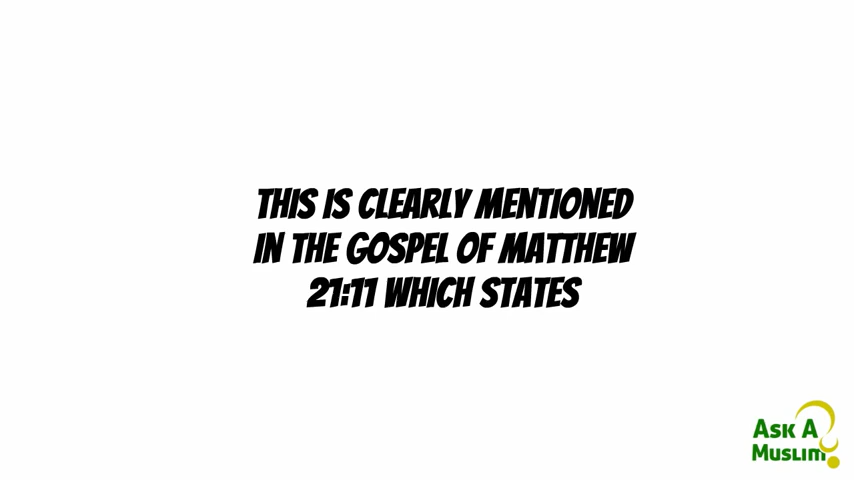 THIS IS CLEARLY MENTIONED
IN THE GOSPEL OF MATTHEW
21:11 WHICH STATES
ASK A
MUSLIM